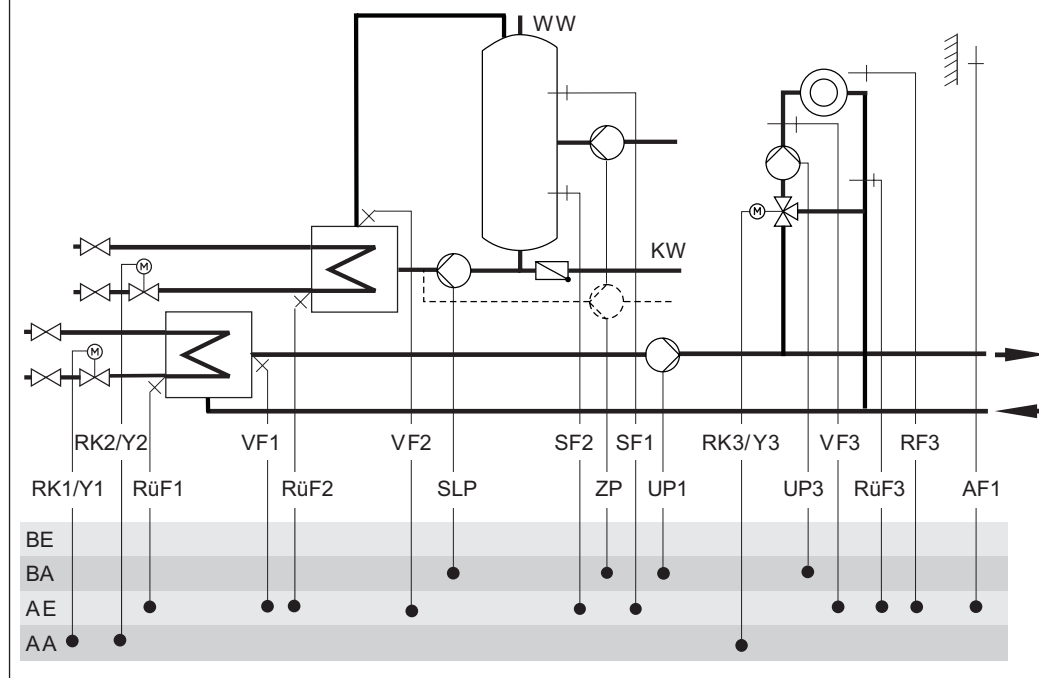 WW
M
KW
M
M
RK2/Y2 VF1 VF2 SF2 SF1 RK3/Y3 VF3 RF3
RK1/Y1 RüF1 RüF2 SLP ZP UP1 UP3 RüF3 AF1
BE
BA
AE
AA